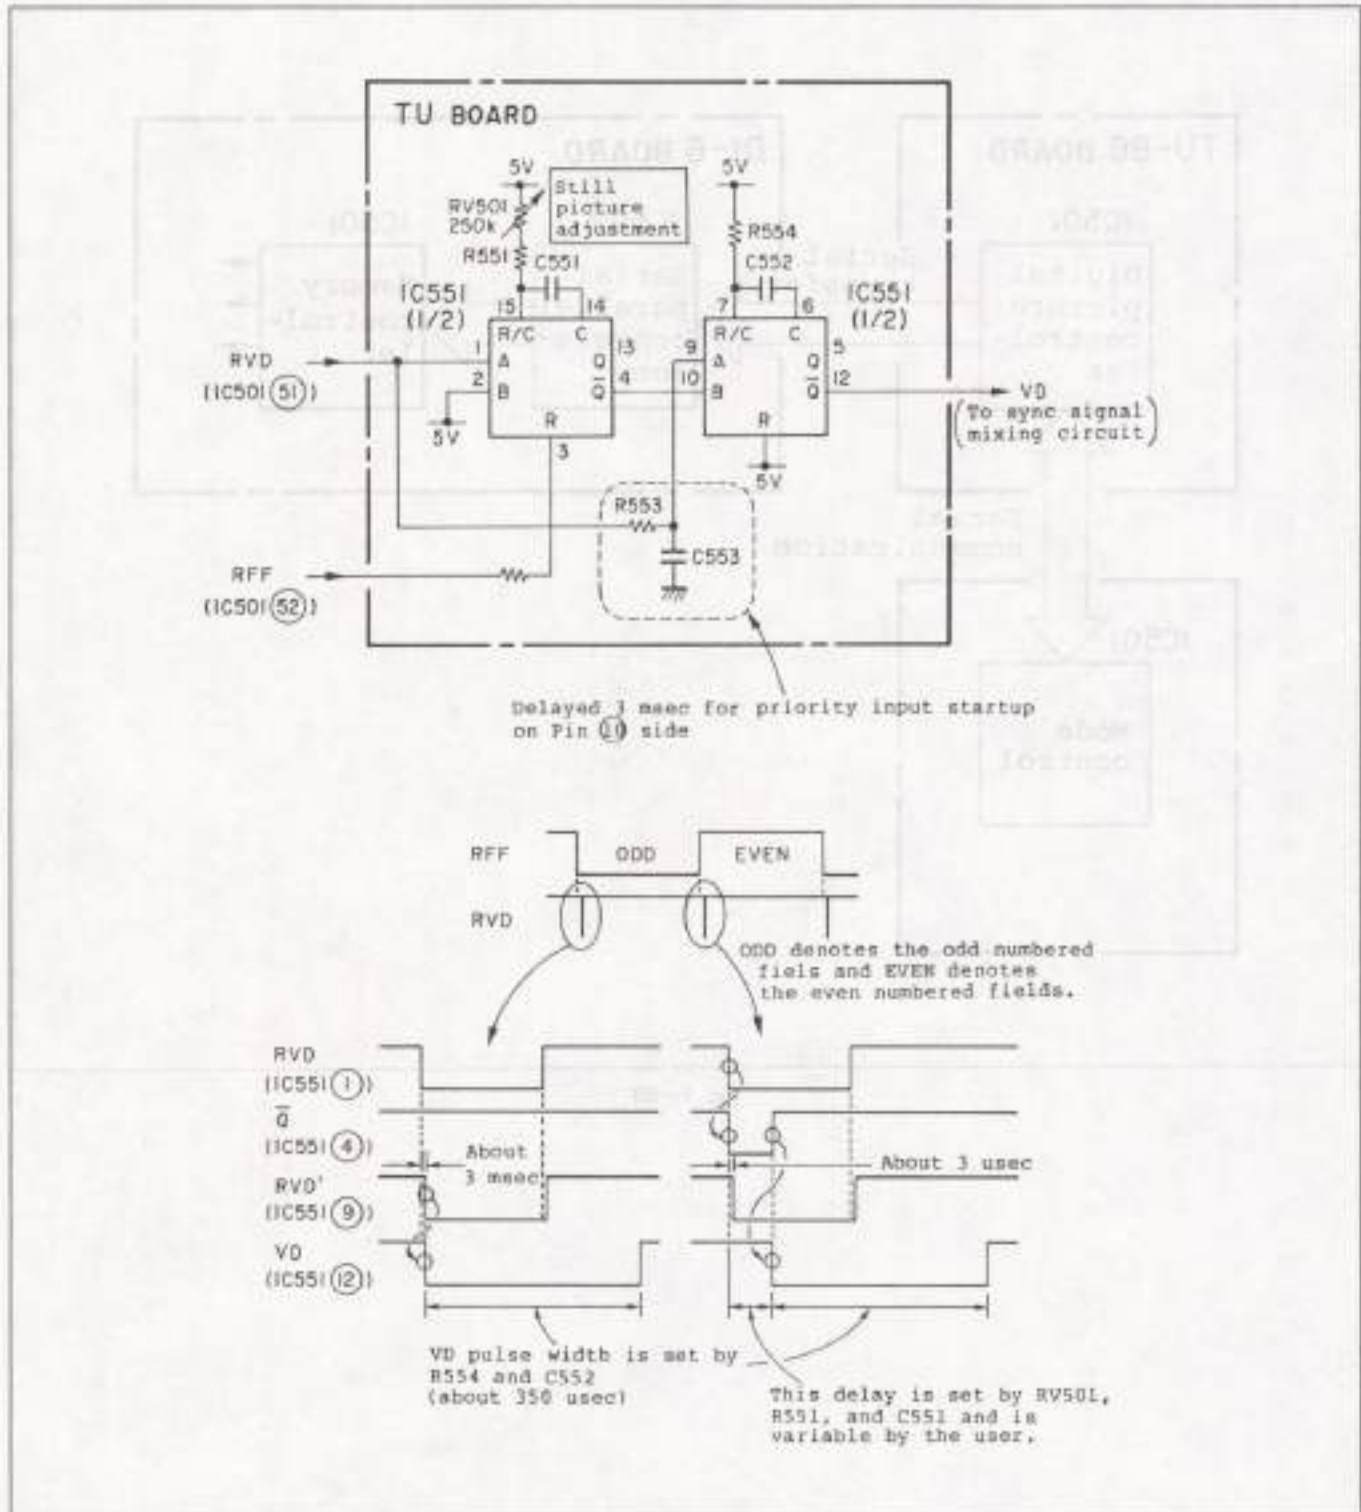 TU BOARD
5V
RV501
250k
Still
picture
adjustment
R551
C551
IC551
(1/2)
15
14
R/C
C
1
A
Q
13
2
B
Q̅
4
R
3
5V
5V
R554
C552
IC551
(1/2)
7
6
R/C
C
9
A
Q
5
10
B
Q̅
12
R
5V
RVD
(IC501(51))
VD
(To sync signal
mixing circuit)
R553
C553
RFF
(IC501(52))
Delayed 3 msec for priority input startup
on Pin (10) side
RFF
ODD
EVEN
RVD
ODD denotes the odd numbered
fiels and EVEN denotes
the even numbered fields.
RVD
(IC551(1))
Q̅
(IC551(4))
About
3 msec
About 3 usec
RVD'
(IC551(9))
VD
(IC551(12))
VD pulse width is set by
R554 and C552
(about 350 usec)
This delay is set by RV501,
R551, and C551 and is
variable by the user.